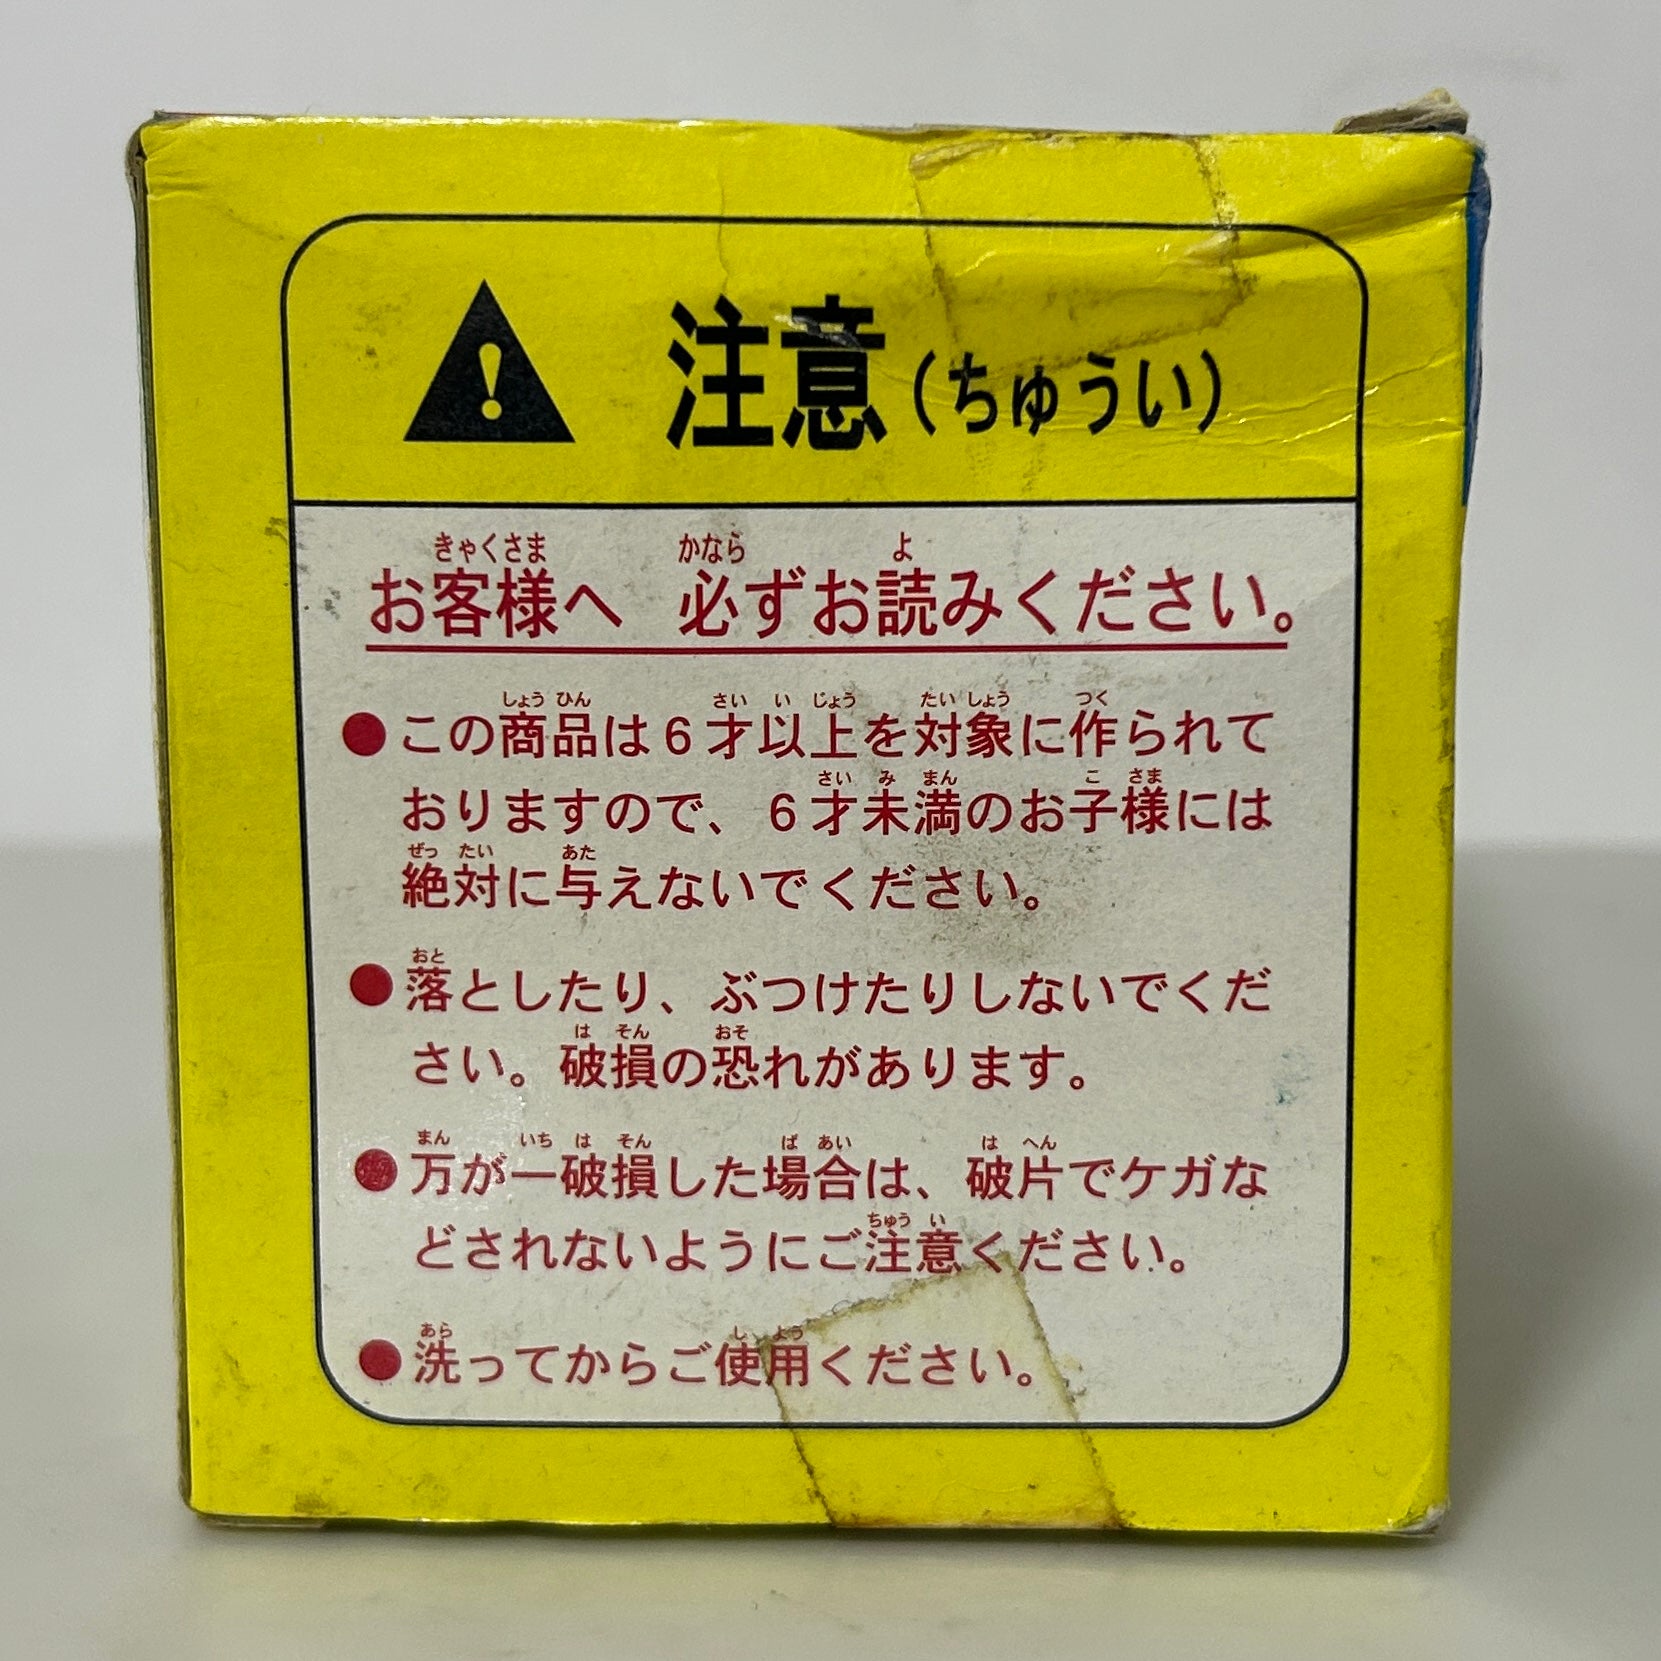 注意（ちゅうい）
お客様へ 必ずお読みください。
●この商品は6才以上を対象に作られて
おりますので、6才未満のお子様には
絶対に与えないでください。
●落としたり、ぶつけたりしないでくだ
さい。破損の恐れがあります。
●万が一破損した場合は、破片でケガな
どされないようにご注意ください。
●洗ってからご使用ください。